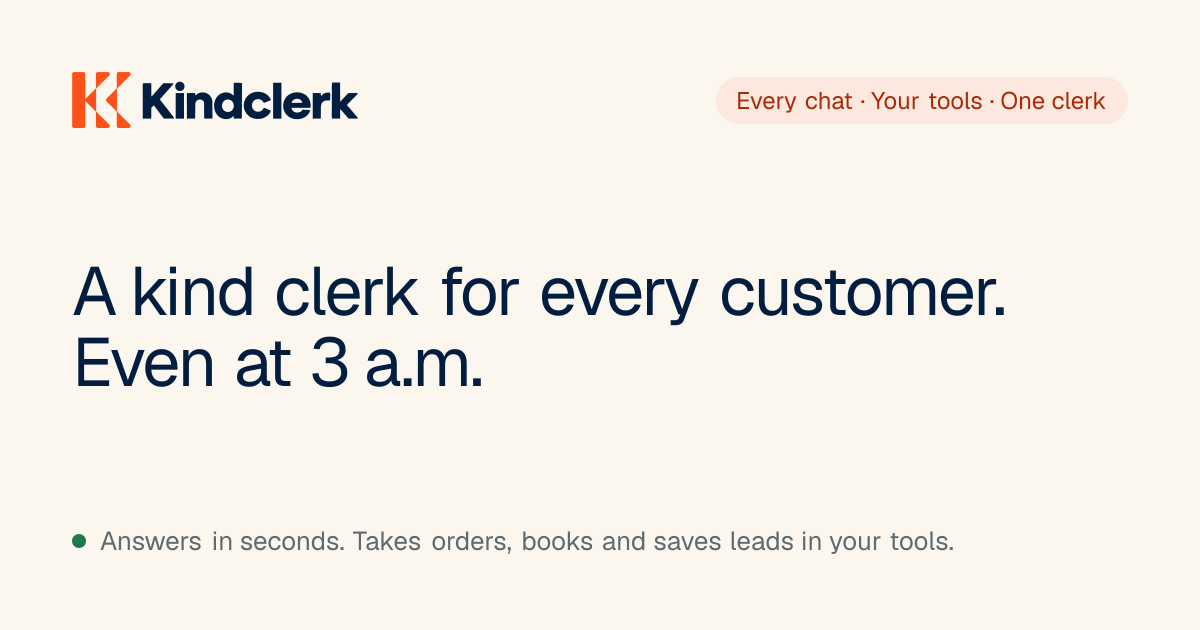 Kindclerk
Every chat · Your tools · One clerk
A kind clerk for every customer.
Even at 3 a.m.
Answers in seconds. Takes orders, books and saves leads in your tools.